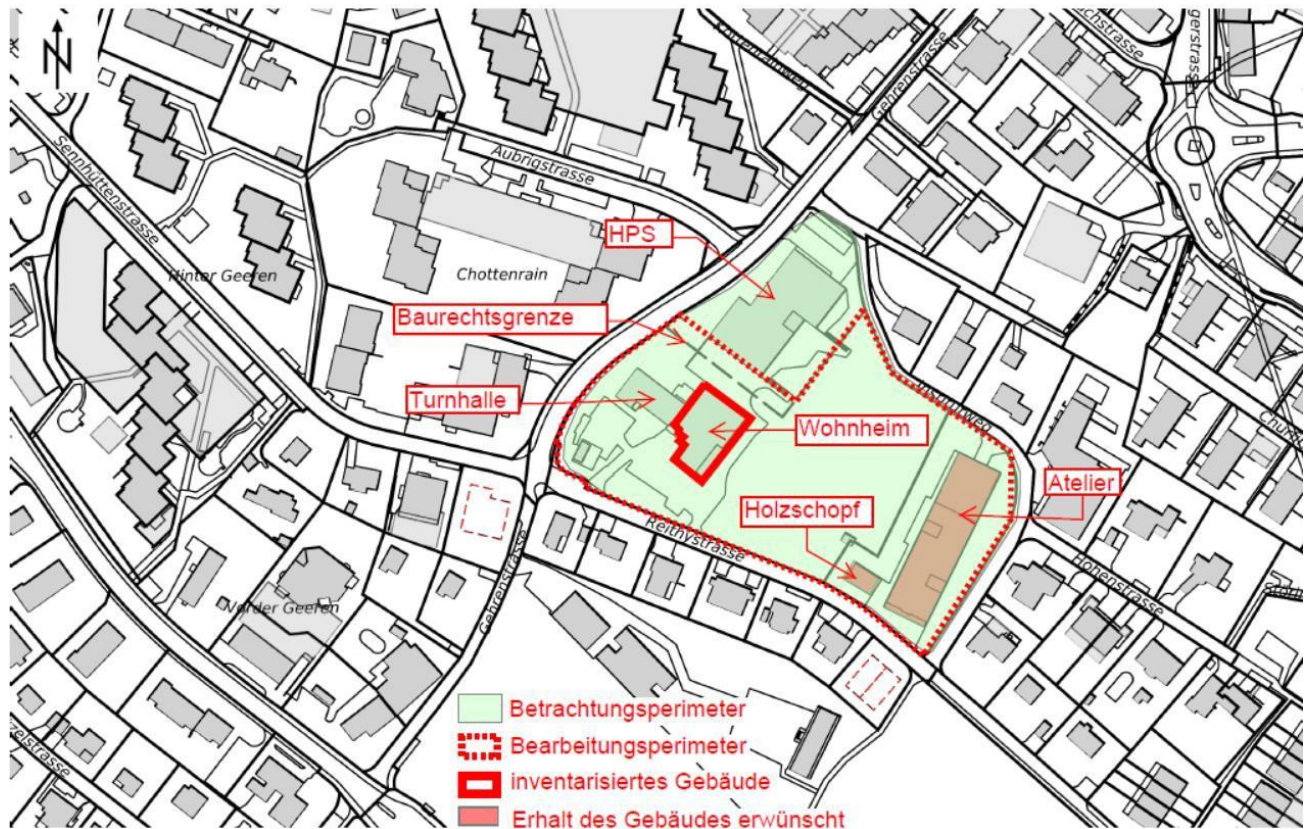 N
Gehrenstrasse
Aubrigstrasse
Sennhüttenstrasse
HPS
Hinter Geeren
Chottenrain
Baurechtsgrenze
Turnhalle
Wohnheim
Atelier
Holzschopf
Reithystrasse
Höhenstrasse
Vorder Geeren
Gehrenstrasse
Betrachtungsperimeter
Bearbeitungsperimeter
inventarisiertes Gebäude
Erhalt des Gebäudes erwünscht